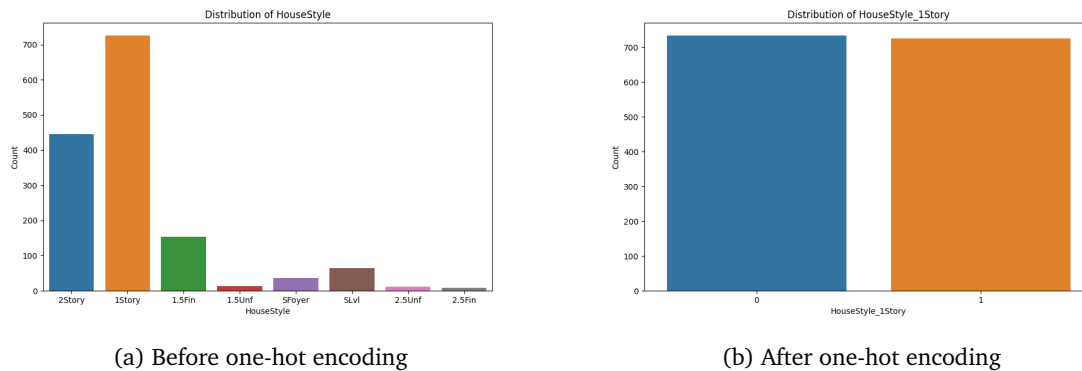 Distribution of HouseStyle
700
600
500
400
300
200
100
0
Count
2Story 1Story 1.5Fin 1.5Unf SFoyer SLvl 2.5Unf 2.5Fin
HouseStyle
(a) Before one-hot encoding
Distribution of HouseStyle_1Story
700
600
500
400
300
200
100
0
Count
0 1
HouseStyle_1Story
(b) After one-hot encoding